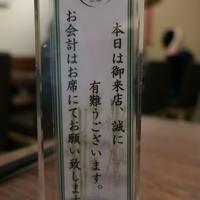 本日は御来店、誠に
有難うございます。
お会計はお席にてお願い致します